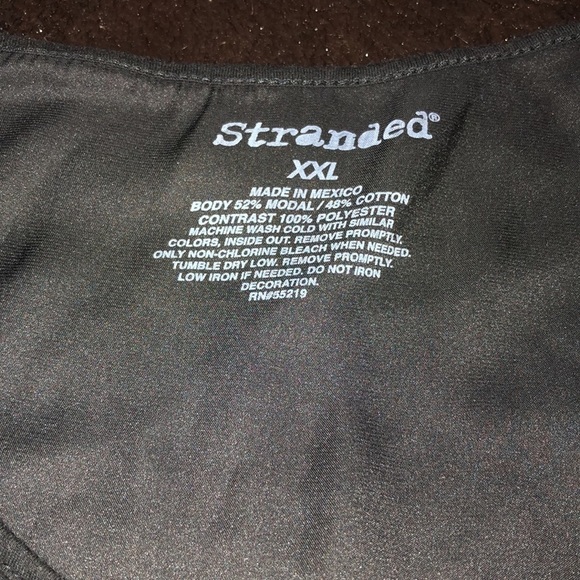 Stranded®
XXL
MADE IN MEXICO
BODY 52% MODAL / 48% COTTON
CONTRAST 100% POLYESTER
MACHINE WASH COLD WITH SIMILAR
COLORS, INSIDE OUT. REMOVE PROMPTLY.
ONLY NON-CHLORINE BLEACH WHEN NEEDED.
TUMBLE DRY LOW. REMOVE PROMPTLY.
LOW IRON IF NEEDED. DO NOT IRON
DECORATION.
RN#55219